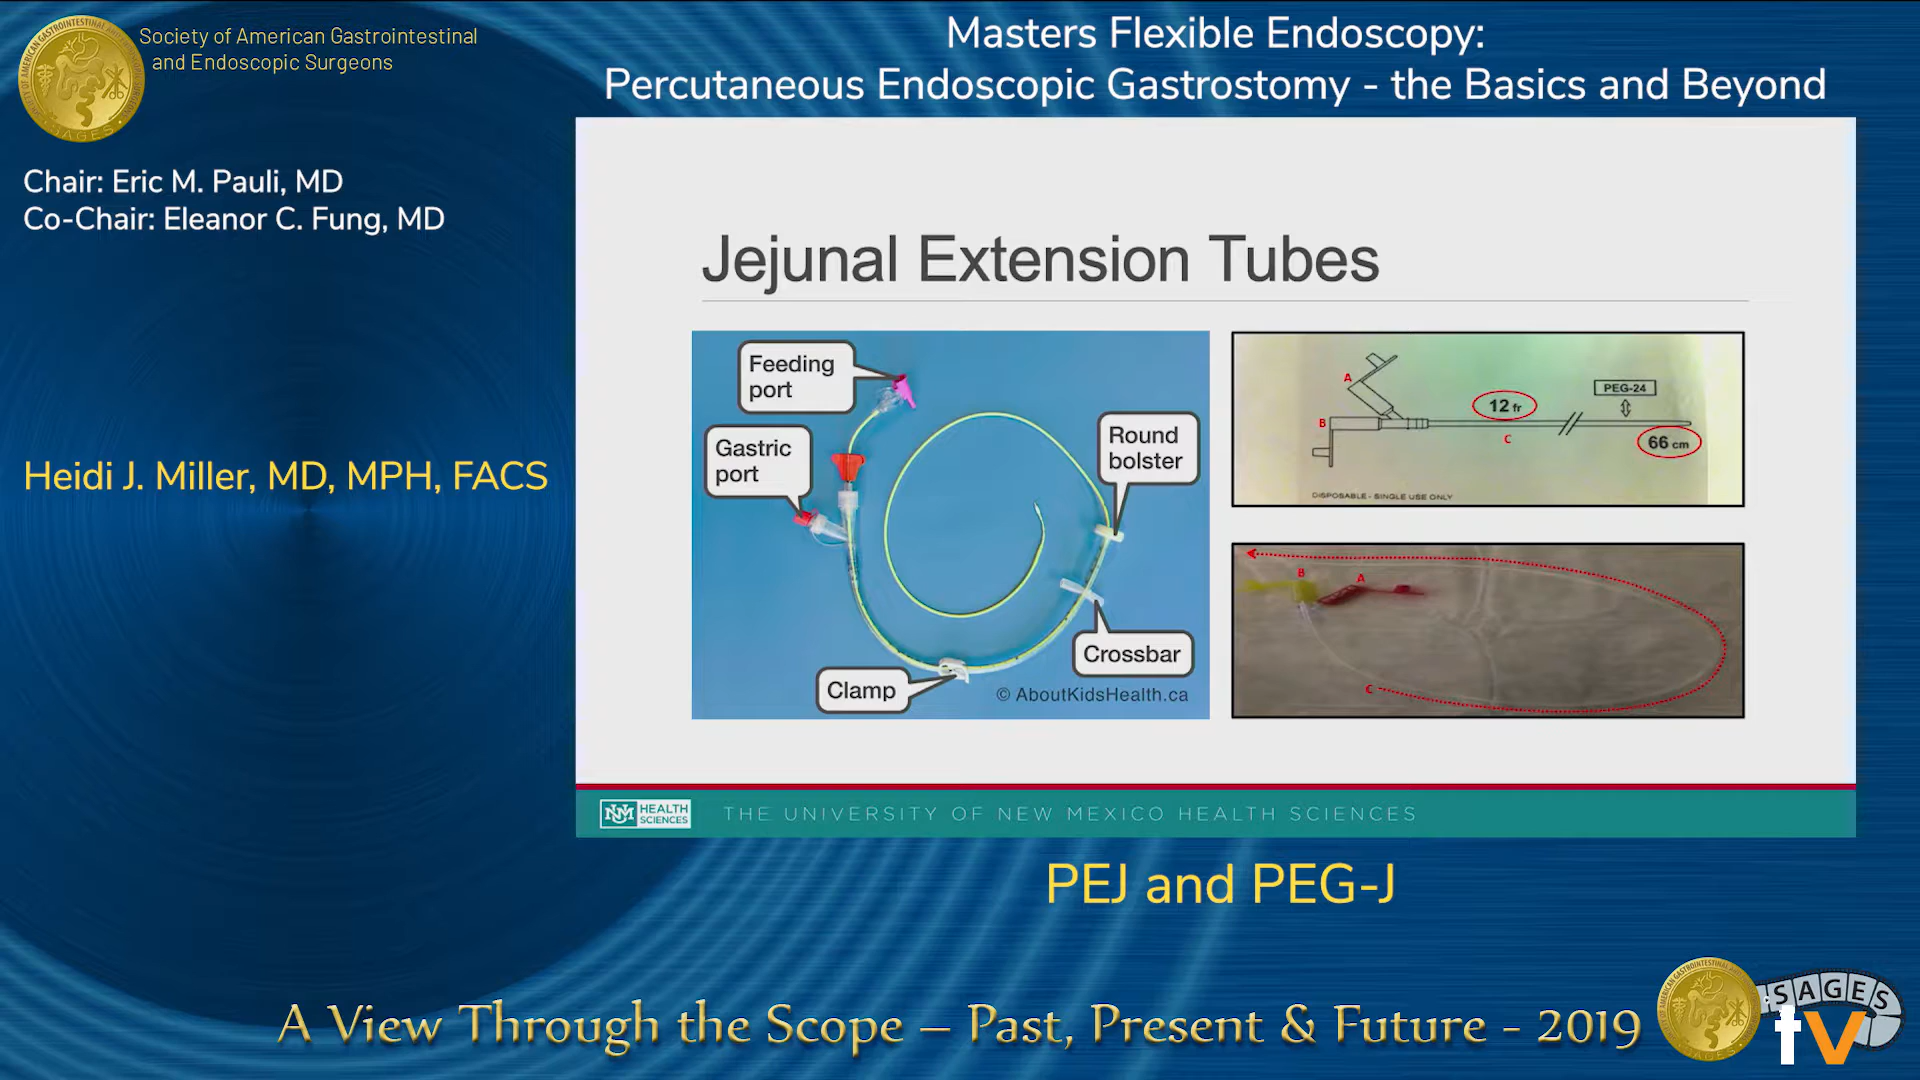 Society of American Gastrointestinal
and Endoscopic Surgeons
Masters Flexible Endoscopy:
Percutaneous Endoscopic Gastrostomy - the Basics and Beyond
Chair: Eric M. Pauli, MD
Co-Chair: Eleanor C. Fung, MD
Heidi J. Miller, MD, MPH, FACS
Jejunal Extension Tubes
Feeding
port
Gastric
port
Round
bolster
Crossbar
Clamp
© AboutKidsHealth.ca
A
B
12 fr
C
PEG-24
66 cm
DISPOSABLE - SINGLE USE ONLY
B
A
C
UNM
HEALTH
SCIENCES
THE UNIVERSITY OF NEW MEXICO HEALTH SCIENCES
PEJ and PEG-J
A View Through the Scope – Past, Present & Future - 2019
SAGES
tv